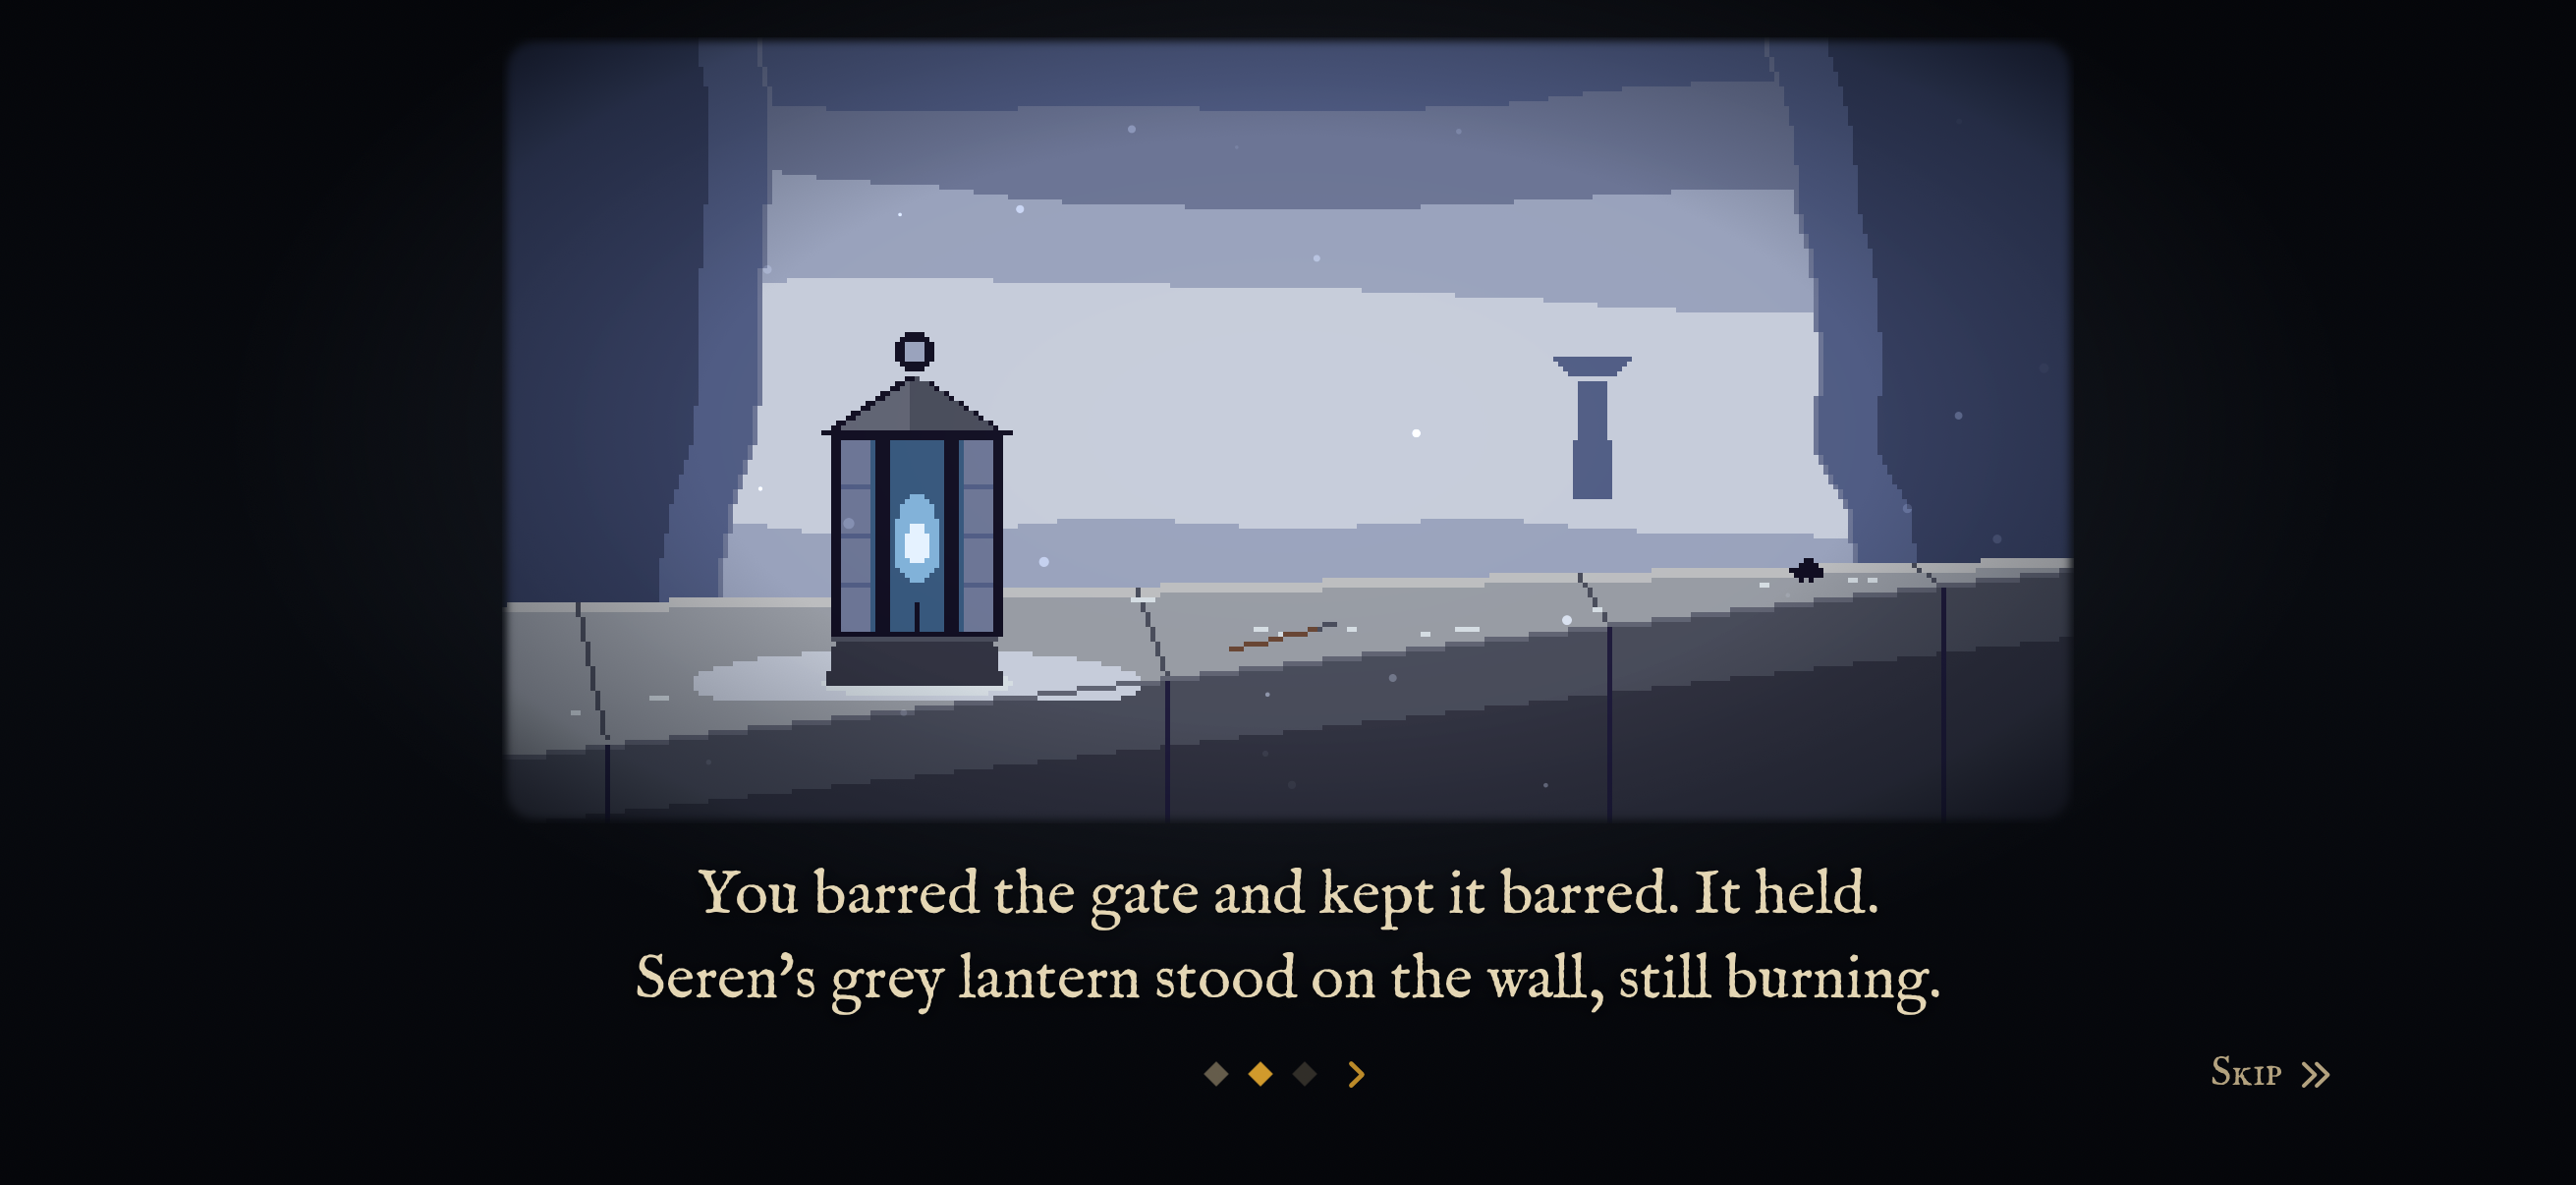 You barred the gate and kept it barred. It held.
Seren’s grey lantern stood on the wall, still burning.
Skip